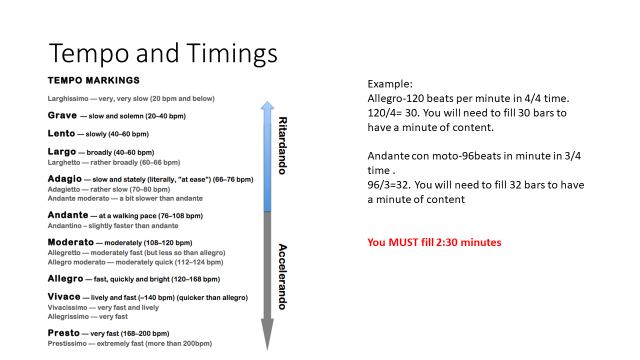 Tempo and Timings
TEMPO MARKINGS
Larghissimo — very, very slow (20 bpm and below)
Grave — slow and solemn (20–40 bpm)
Lento — slowly (40–60 bpm)
Largo — broadly (40–60 bpm)
Larghetto — rather broadly (60–66 bpm)
Adagio — slow and stately (literally, "at ease") (66–76 bpm)
Adagietto — rather slow (70–80 bpm)
Andante moderato — a bit slower than andante
Andante — at a walking pace (76–108 bpm)
Andantino – slightly faster than andante
Moderato — moderately (108–120 bpm)
Allegretto — moderately fast (but less so than allegro)
Allegro moderato — moderately quick (112–124 bpm)
Allegro — fast, quickly and bright (120–168 bpm)
Vivace — lively and fast (~140 bpm) (quicker than allegro)
Vivacissimo — very fast and lively
Allegrissimo — very fast
Presto — very fast (168–200 bpm)
Prestissimo — extremely fast (more than 200bpm)
Ritardando
Accelerando
Example:
Allegro-120 beats per minute in 4/4 time.
120/4= 30. You will need to fill 30 bars to
have a minute of content.
Andante con moto-96beats in minute in 3/4
time .
96/3=32. You will need to fill 32 bars to have
a minute of content
You MUST fill 2:30 minutes